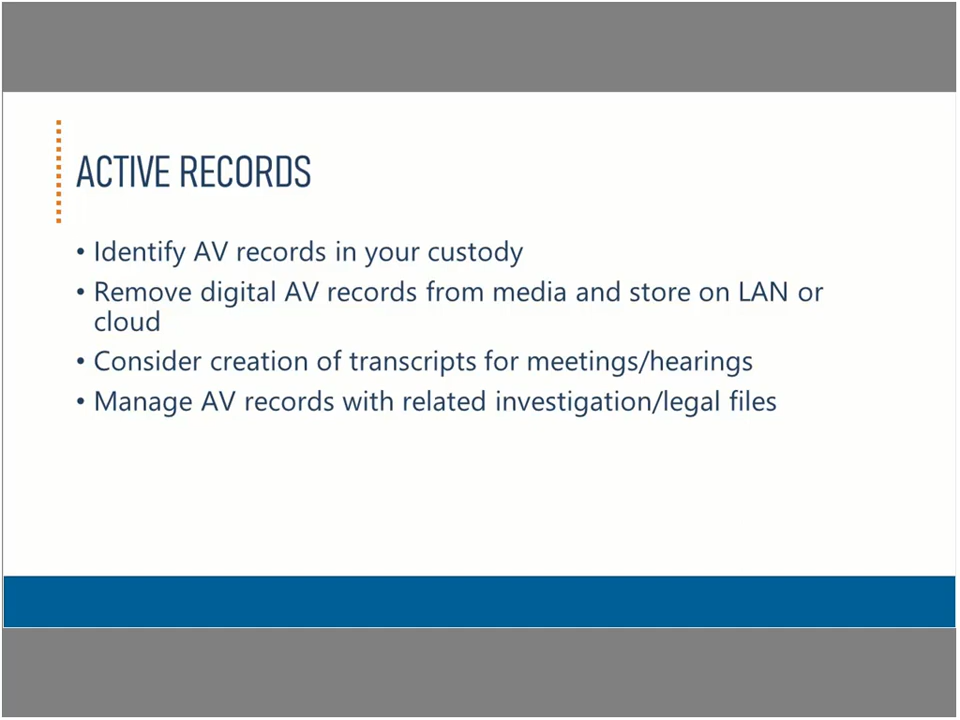 ACTIVE RECORDS
• Identify AV records in your custody
• Remove digital AV records from media and store on LAN or
cloud
• Consider creation of transcripts for meetings/hearings
• Manage AV records with related investigation/legal files